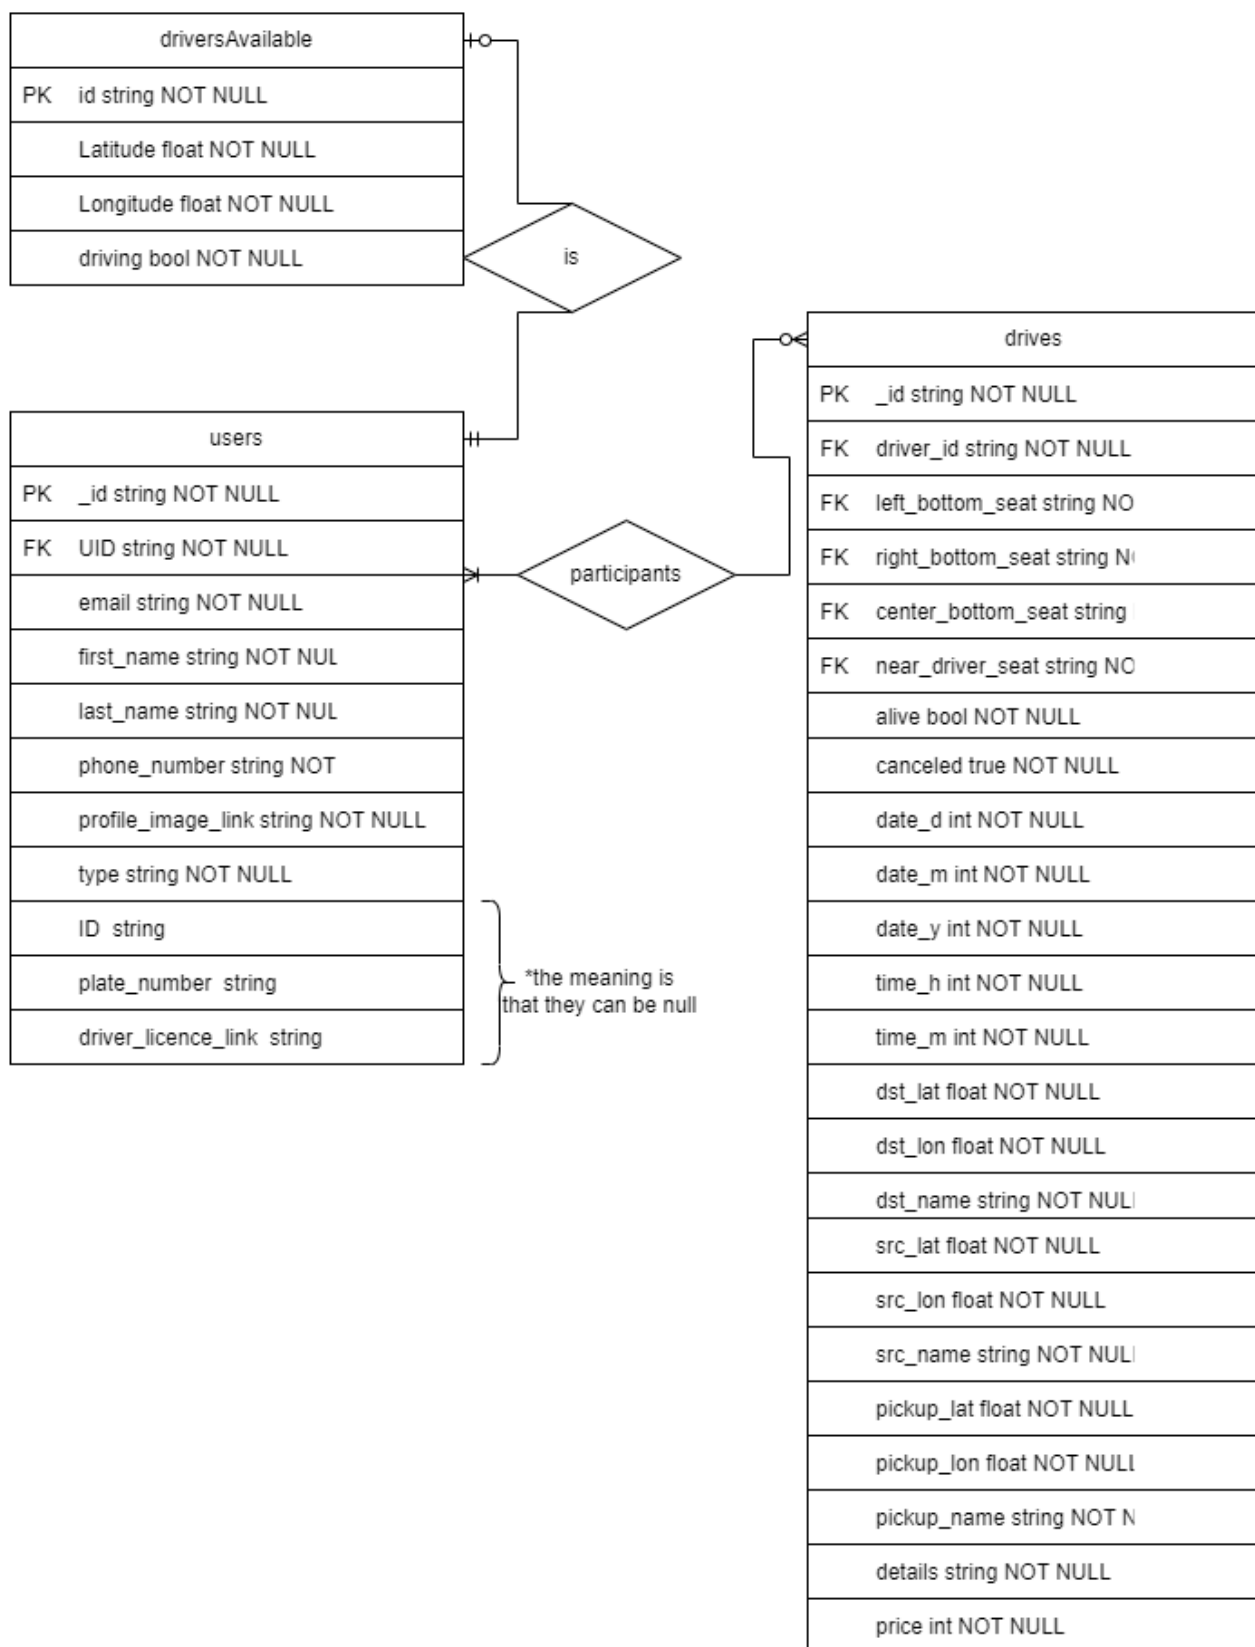 driversAvailable
PK id string NOT NULL
Latitude float NOT NULL
Longitude float NOT NULL
driving bool NOT NULL
is
users
PK _id string NOT NULL
FK UID string NOT NULL
email string NOT NULL
first_name string NOT NUL
last_name string NOT NUL
phone_number string NOT
profile_image_link string NOT NULL
type string NOT NULL
ID string
plate_number string
driver_licence_link string
*the meaning is
that they can be null
participants
drives
PK _id string NOT NULL
FK driver_id string NOT NULL
FK left_bottom_seat string NO
FK right_bottom_seat string N
FK center_bottom_seat string
FK near_driver_seat string NO
alive bool NOT NULL
canceled true NOT NULL
date_d int NOT NULL
date_m int NOT NULL
date_y int NOT NULL
time_h int NOT NULL
time_m int NOT NULL
dst_lat float NOT NULL
dst_lon float NOT NULL
dst_name string NOT NUL
src_lat float NOT NULL
src_lon float NOT NULL
src_name string NOT NUL
pickup_lat float NOT NULL
pickup_lon float NOT NULL
pickup_name string NOT N
details string NOT NULL
price int NOT NULL